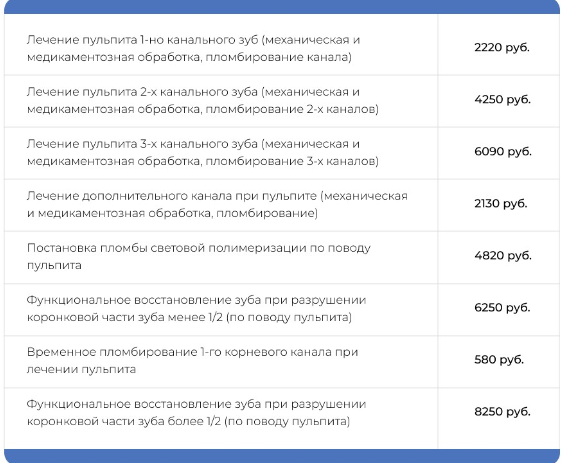 Лечение пульпита 1-но канального зуб (механическая и
медикаментозная обработка, пломбирование канала)
2220 руб.
Лечение пульпита 2-х канального зуба (механическая и
медикаментозная обработка, пломбирование 2-х каналов)
4250 руб.
Лечение пульпита 3-х канального зуба (механическая и
медикаментозная обработка, пломбирование 3-х каналов)
6090 руб.
Лечение дополнительного канала при пульпите (механическая
и медикаментозная обработка, пломбирование)
2130 руб.
Постановка пломбы световой полимеризации по поводу
пульпита
4820 руб.
Функциональное восстановление зуба при разрушении
коронковой части зуба менее 1/2 (по поводу пульпита)
6250 руб.
Временное пломбирование 1-го корневого канала при
лечении пульпита
580 руб.
Функциональное восстановление зуба при разрушении
коронковой части зуба более 1/2 (по поводу пульпита)
8250 руб.